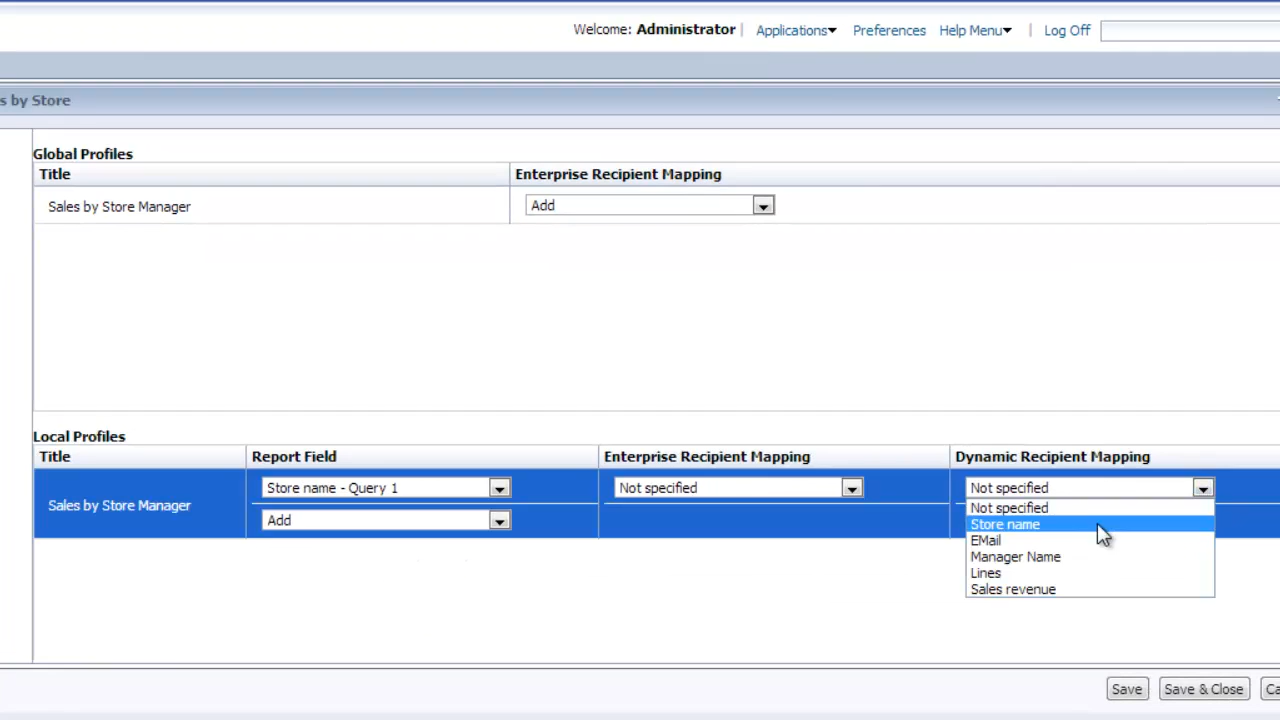 Welcome: Administrator | Applications Preferences Help Menu | Log Off
s by Store
Global Profiles
Title Enterprise Recipient Mapping
Sales by Store Manager Add
Local Profiles
Title Report Field Enterprise Recipient Mapping Dynamic Recipient Mapping
Sales by Store Manager Store name - Query 1 Not specified Not specified
Add
Not specified
Store name
EMail
Manager Name
Lines
Sales revenue
Save Save & Close Ca